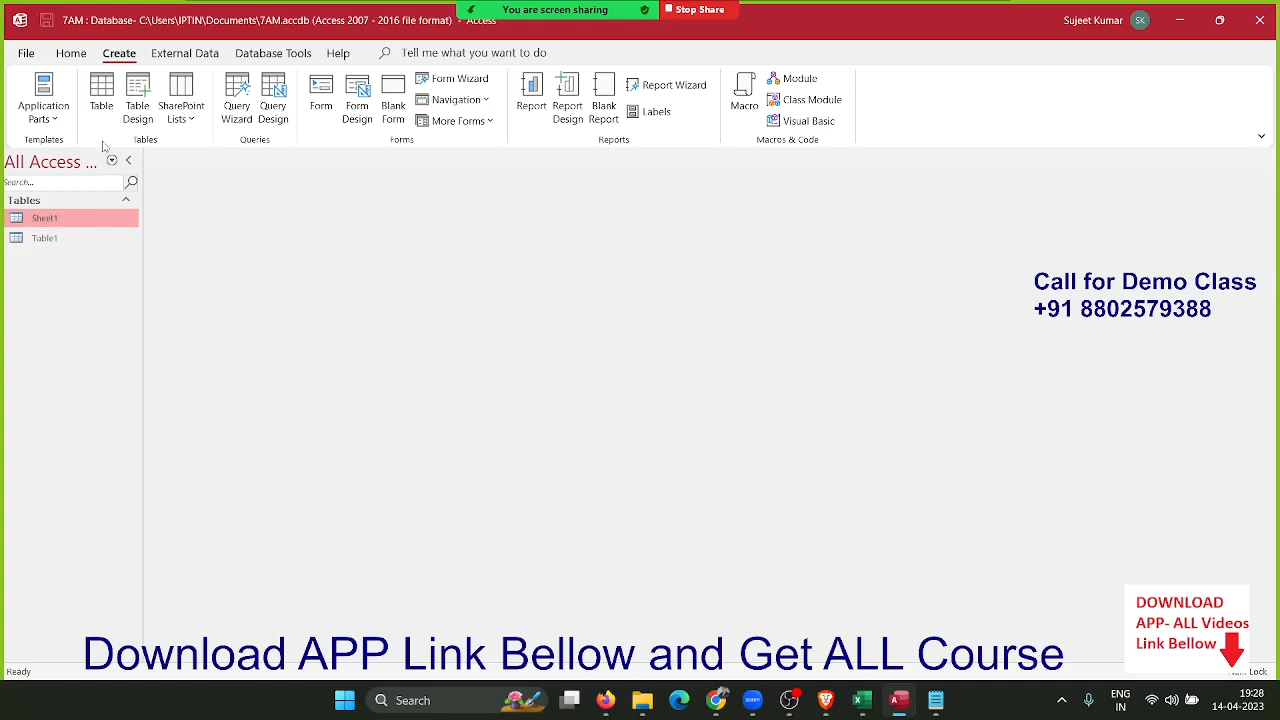 7AM : Database- C:\Users\IPTIN\Documents\7AM.accdb (Access 2007 - 2016 file format) - Access
You are screen sharing
Stop Share
Sujeet Kumar
SK
File
Home
Create
External Data
Database Tools
Help
Tell me what you want to do
Application Parts
Templates
Table
Table Design
SharePoint Lists
Tables
Query Wizard
Query Design
Queries
Form
Form Design
Blank Form
Form Wizard
Navigation
More Forms
Forms
Report
Report Design
Blank Report
Report Wizard
Labels
Reports
Macro
Module
Class Module
Visual Basic
Macros & Code
All Access ...
Search...
Tables
Sheet1
Table1
Call for Demo Class
+91 8802579388
DOWNLOAD
APP- ALL Videos
Link Bellow
Download APP Link Bellow and Get ALL Course
Ready
Lock
Search
zoom
ENG
IN
19:28
14-04-2023